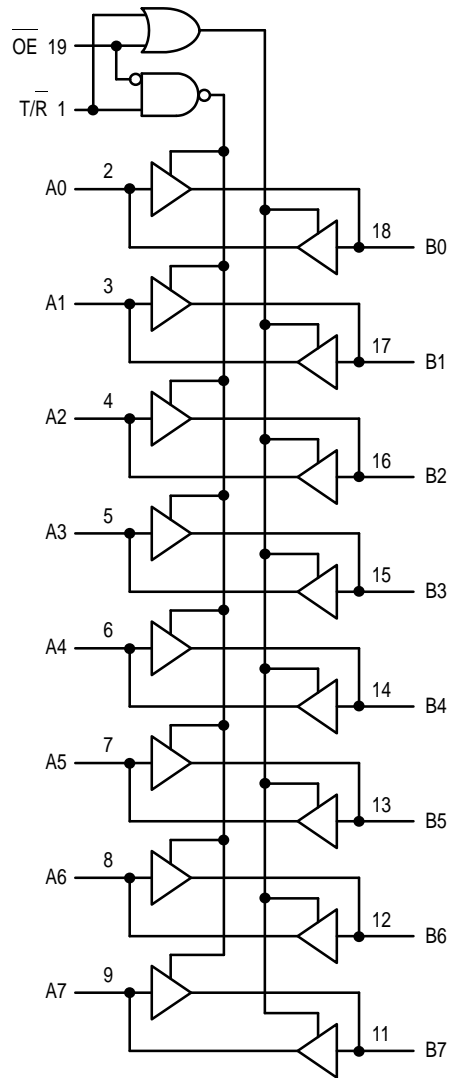 O̅E̅ 19
T/R̅ 1
A0 2
18 B0
A1 3
17 B1
A2 4
16 B2
A3 5
15 B3
A4 6
14 B4
A5 7
13 B5
A6 8
12 B6
A7 9
11 B7